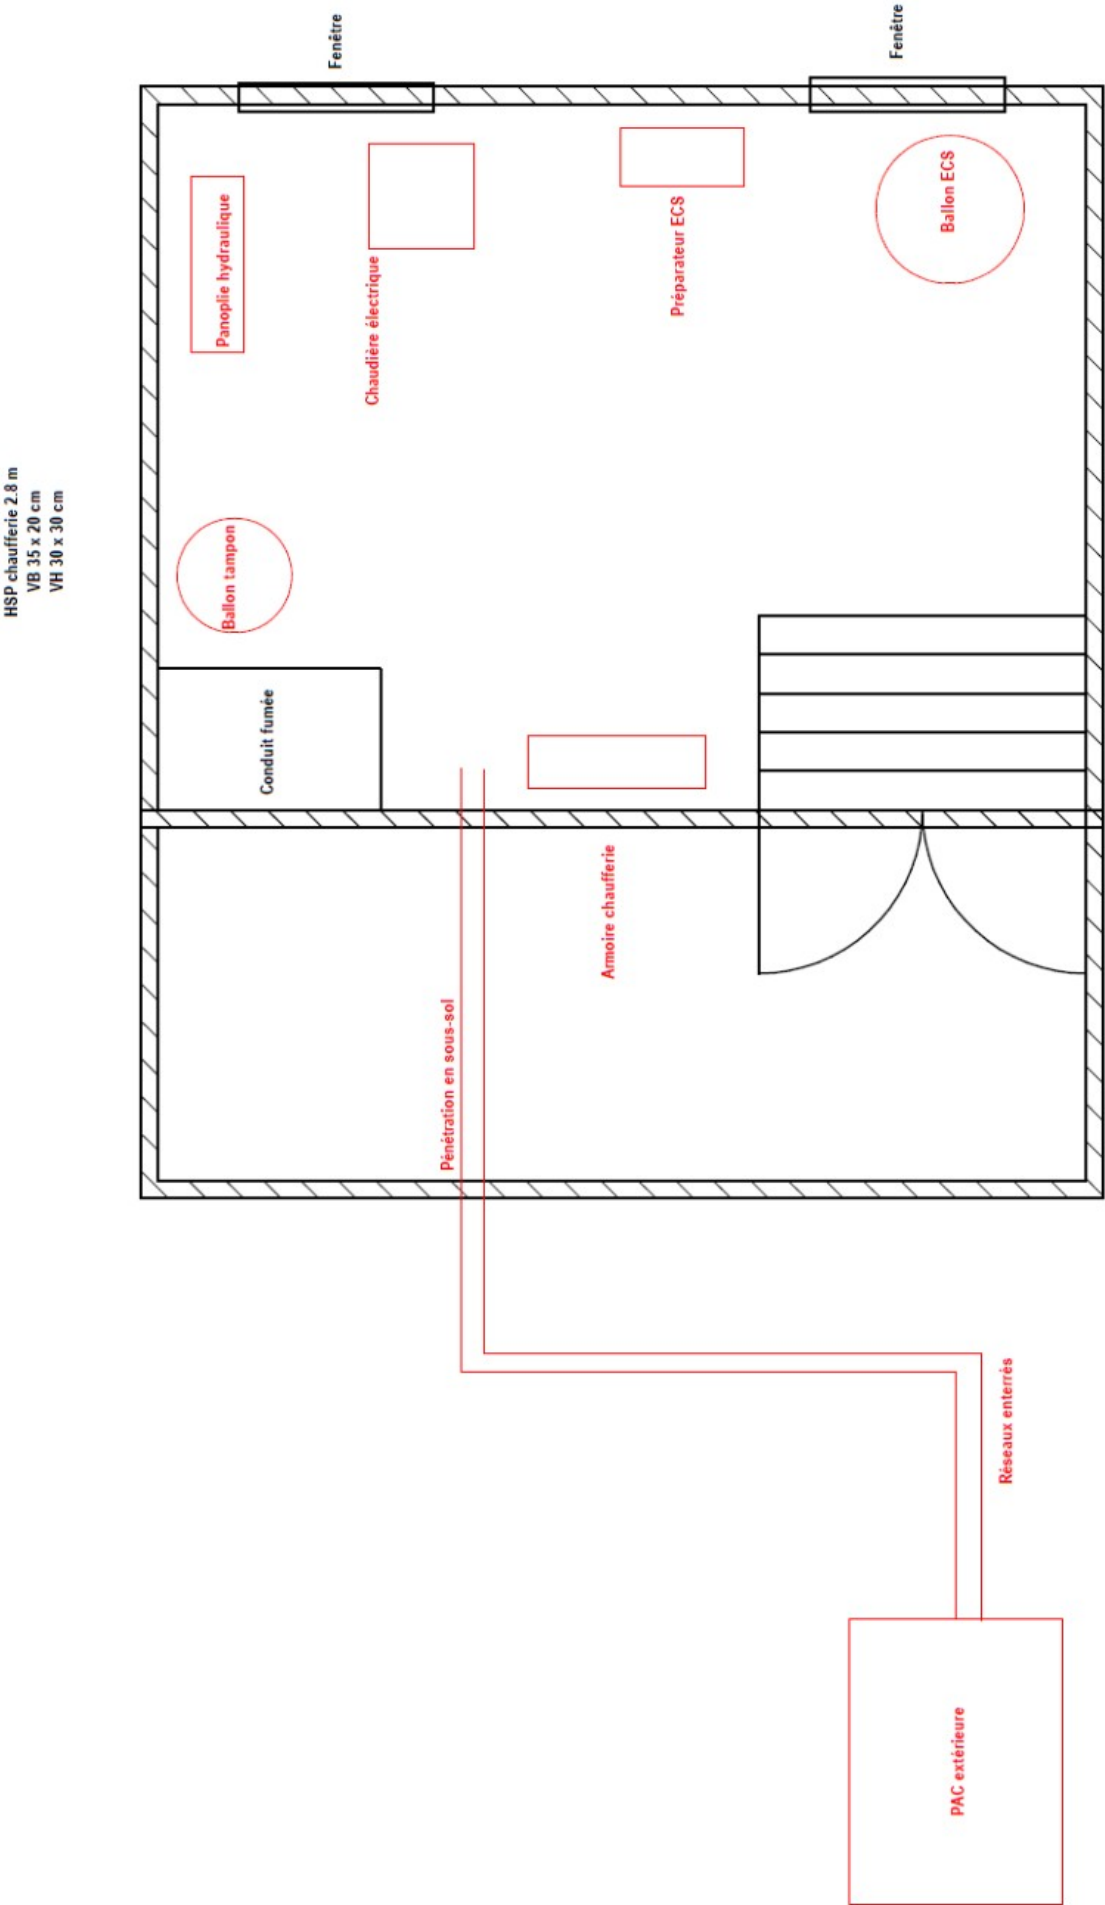 HSP chaufferie 2.8 m
VB 35 x 20 cm
VH 30 x 30 cm
Fenêtre
Fenêtre
Panoplie hydraulique
Chaudière électrique
Préparateur ECS
Ballon ECS
Ballon tampon
Conduit fumée
Armoire chaufferie
Pénétration en sous-sol
Réseaux enterrés
PAC extérieure